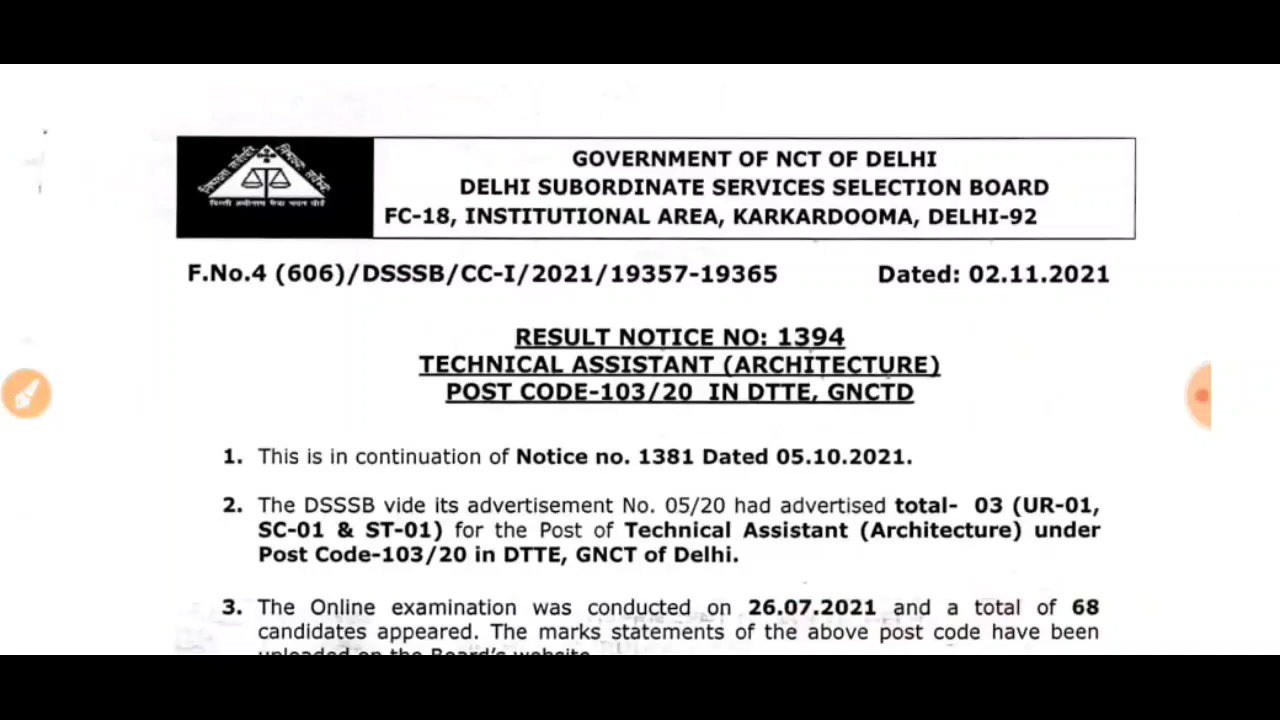 GOVERNMENT OF NCT OF DELHI
DELHI SUBORDINATE SERVICES SELECTION BOARD
FC-18, INSTITUTIONAL AREA, KARKARDOOMA, DELHI-92
F.No.4 (606)/DSSSB/CC-I/2021/19357-19365 Dated: 02.11.2021
RESULT NOTICE NO: 1394
TECHNICAL ASSISTANT (ARCHITECTURE)
POST CODE-103/20 IN DTTE, GNCTD
1. This is in continuation of Notice no. 1381 Dated 05.10.2021.
2. The DSSSB vide its advertisement No. 05/20 had advertised total- 03 (UR-01,
SC-01 & ST-01) for the Post of Technical Assistant (Architecture) under
Post Code-103/20 in DTTE, GNCT of Delhi.
3. The Online examination was conducted on 26.07.2021 and a total of 68
candidates appeared. The marks statements of the above post code have been
uploaded on the Board's website.